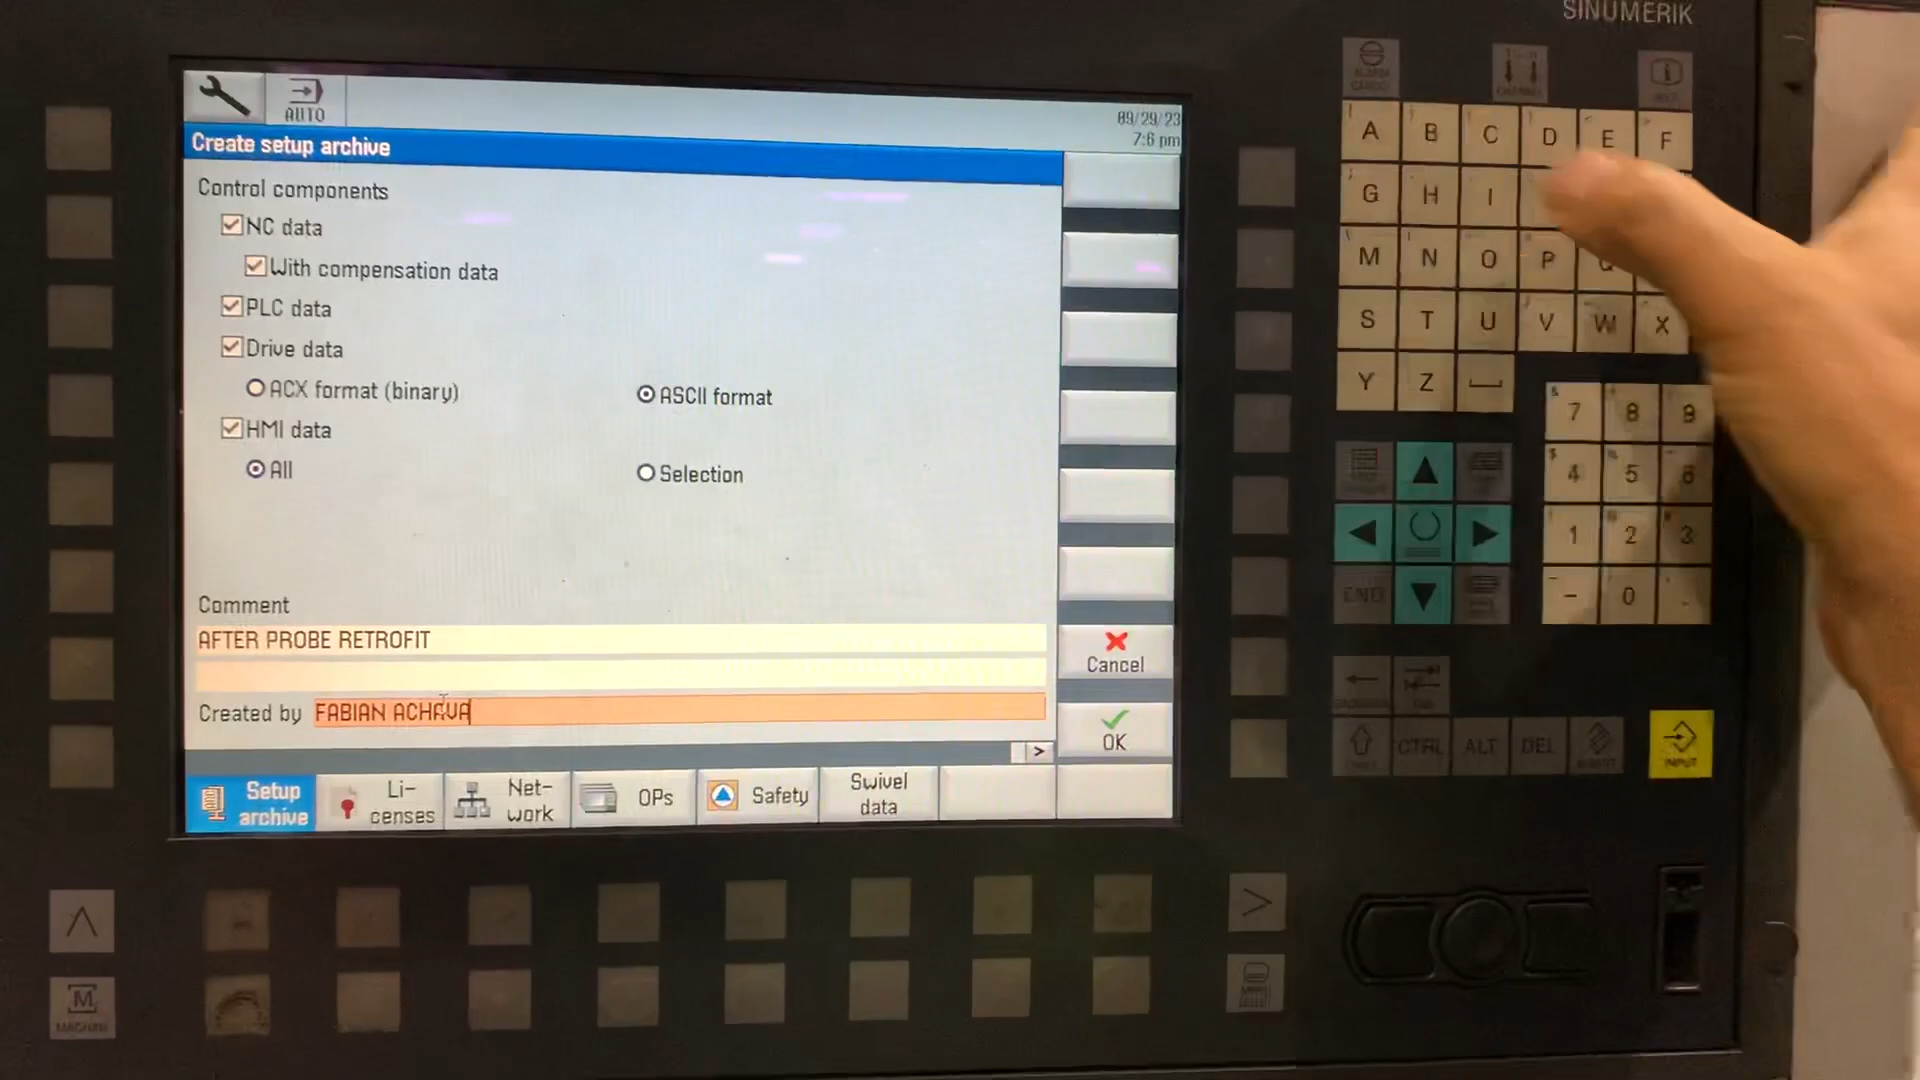 SINUMERIK
AUTO
09/29/23
7:6 pm
Create setup archive
Control components
NC data
With compensation data
PLC data
Drive data
ACX format (binary)
ASCII format
HMI data
All
Selection
Comment
AFTER PROBE RETROFIT
Cancel
Created by FABIAN ACHAVA
OK
>
Setup archive
Li-censes
Net-work
OPs
Safety
Swivel data
A B C D E F
G H I
M N O P
S T U V W X
Y Z
7 8 9
4 5 6
1 2 3
- 0 .
END
CTRL ALT DEL
INPUT
>
M
MACHINE